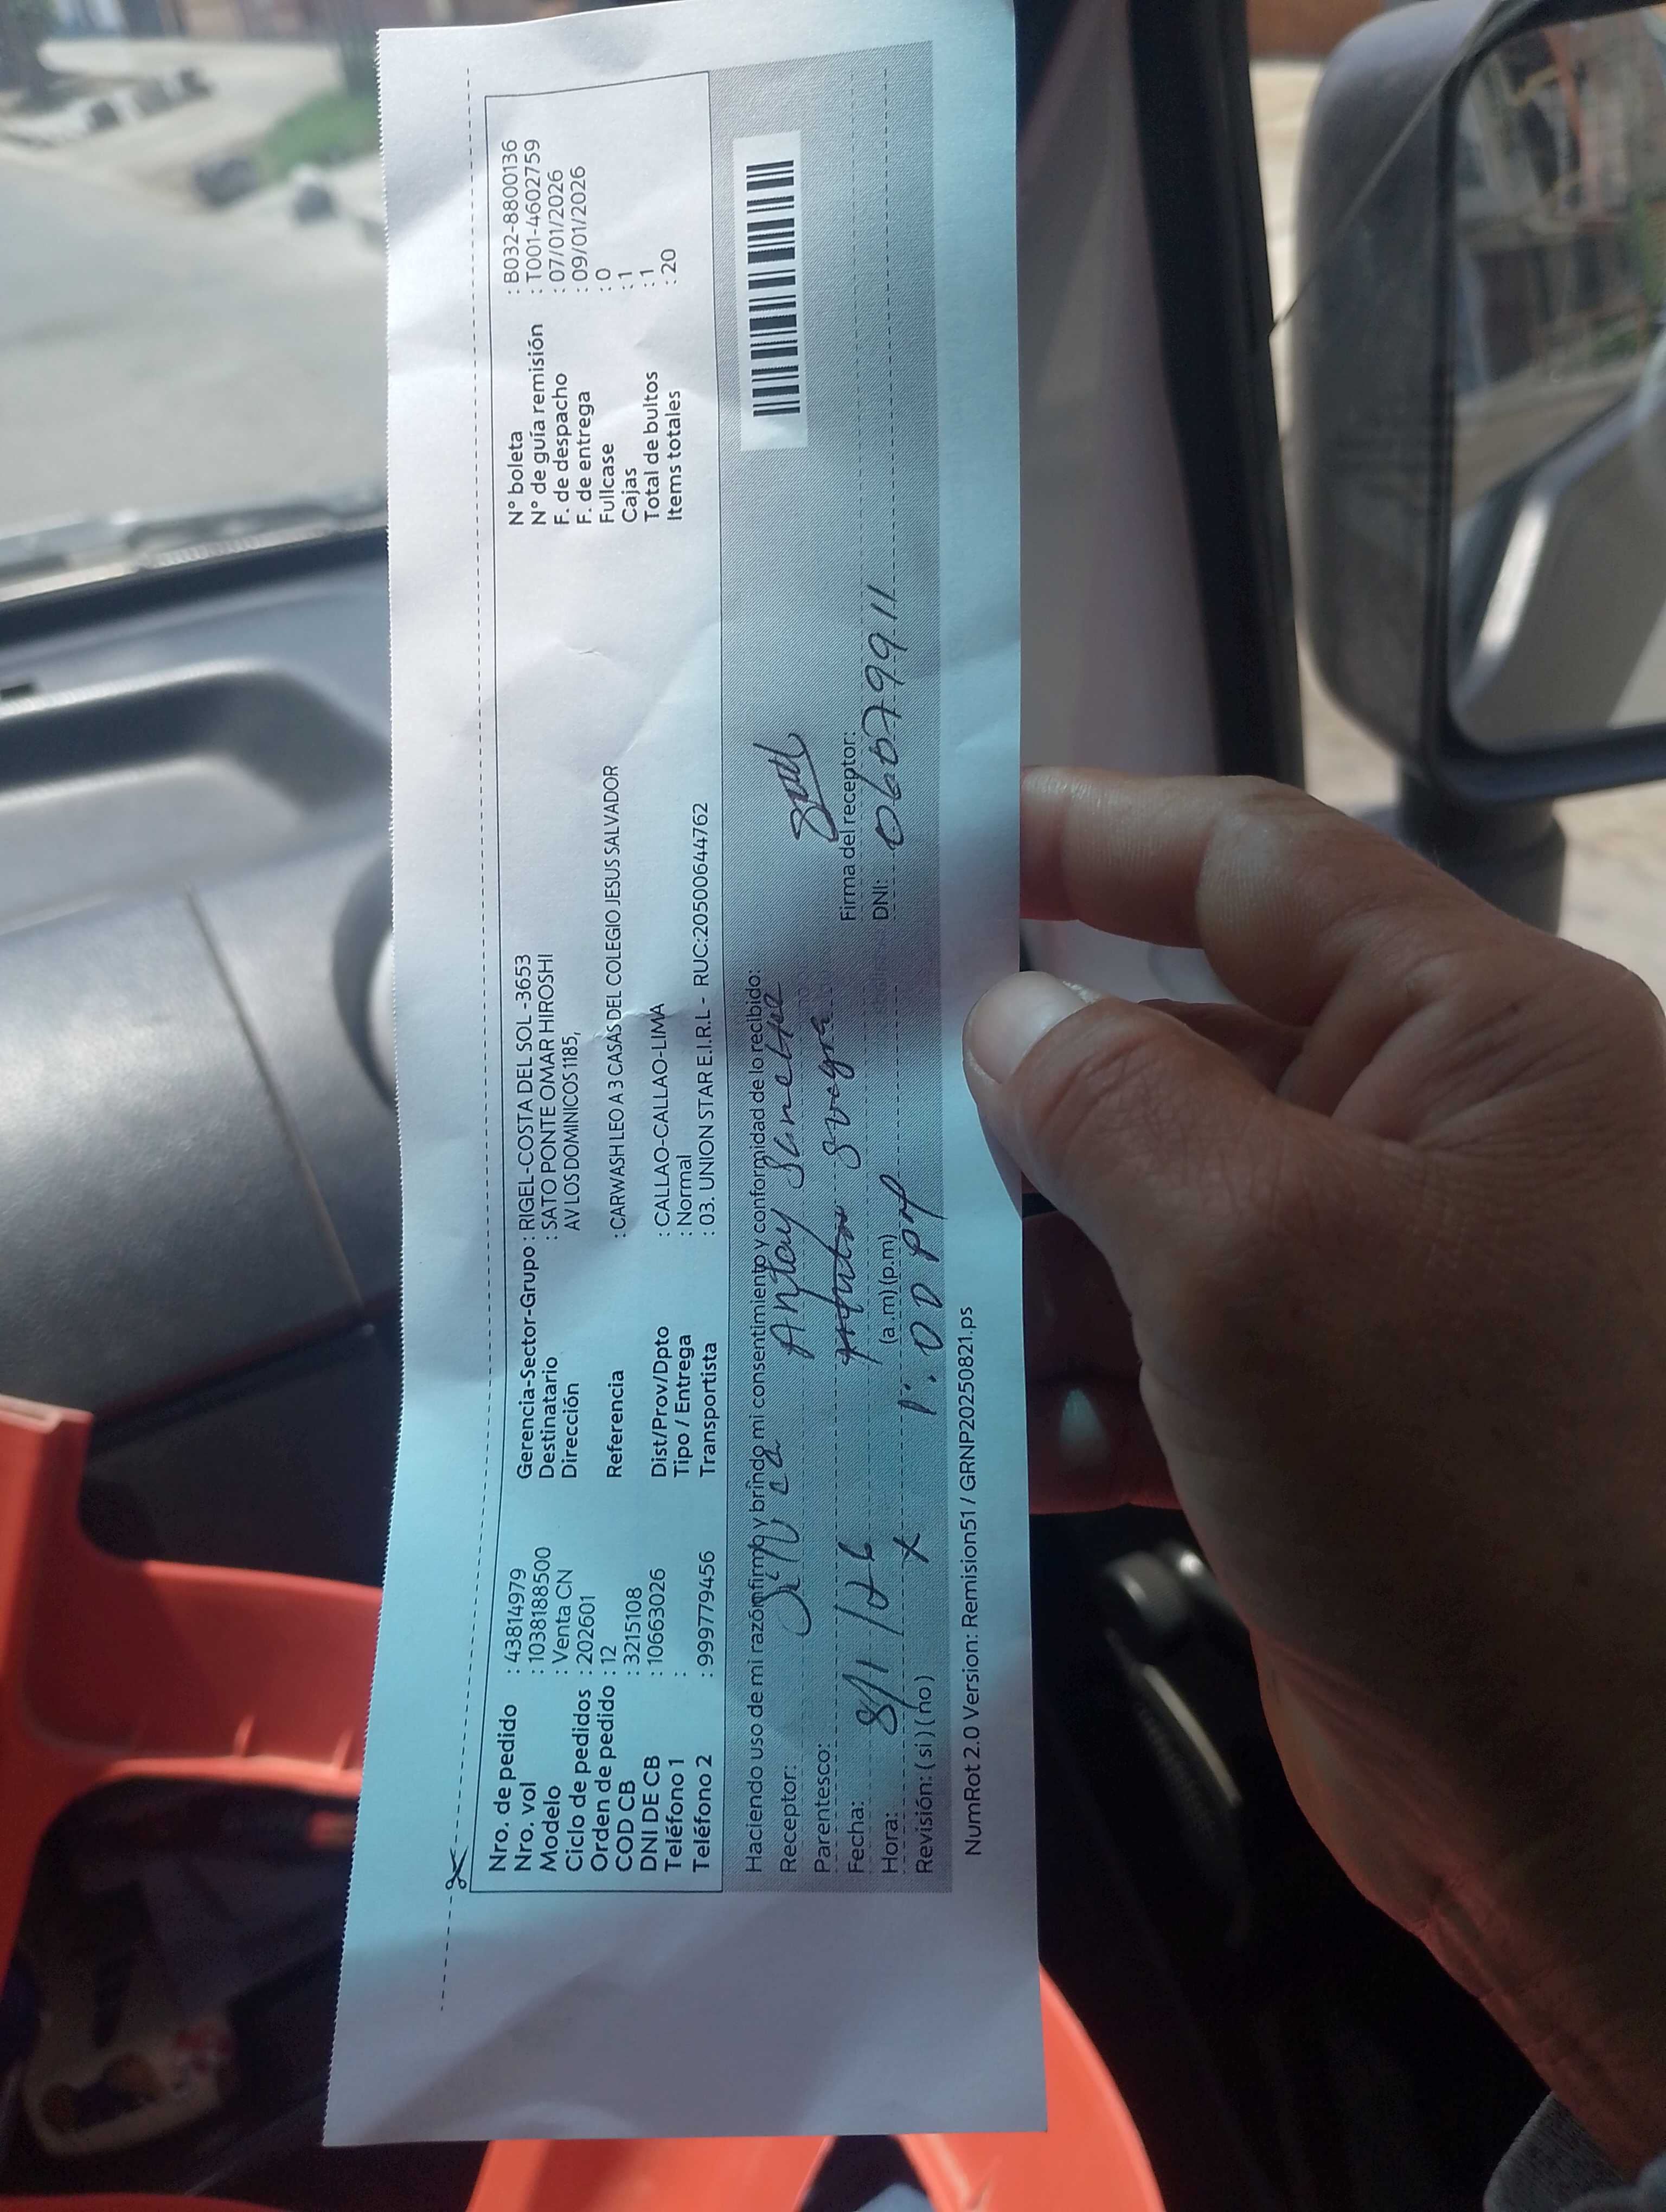 Nro. de pedido : 43814979
Nro. vol : 1038188500
Modelo : Venta CN
Ciclo de pedidos : 202601
Orden de pedido : 12
COD CB : 3215108
DNI DE CB : 10663026
Teléfono 1 :
Teléfono 2 : 999779456
Gerencia-Sector-Grupo : RIGEL-COSTA DEL SOL -3653
Destinatario : SATO PONTE OMAR HIROSHI
Dirección AV LOS DOMINICOS 1185,
Referencia : CARWASH LEO A 3 CASAS DEL COLEGIO JESUS SALVADOR
Dist/Prov/Dpto : CALLAO-CALLAO-LIMA
Tipo / Entrega : Normal
Transportista : 03. UNION STAR E.I.R.L - RUC:20500644762
N° boleta : B032-8800136
N° de guía remisión : T001-4602759
F. de despacho : 07/01/2026
F. de entrega : 09/01/2026
Fullcase : 0
Cajas : 1
Total de bultos : 1
Items totales : 20
Haciendo uso de mi razón firmo y brindo mi consentimiento y conformidad de lo recibido:
Receptor: Antay
Parentesco: suegra
Fecha: 8/1/26
Hora: (a.m) (p.m) 1:00 pm
Revisión: ( si ) ( no ) x
Firma del receptor:
DNI: 06679911
NumRot 2.0 Version: Remision51 / GRNP20250821.ps